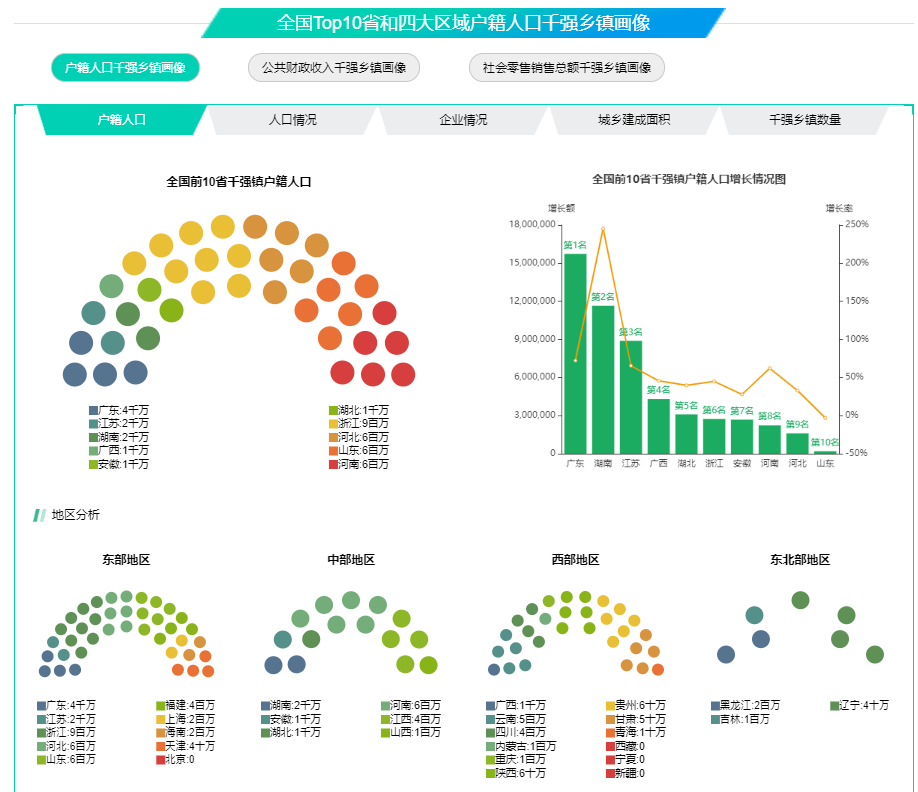 全国Top10省和四大区域户籍人口千强乡镇画像
户籍人口千强乡镇画像
公共财政收入千强乡镇画像
社会零售销售总额千强乡镇画像
户籍人口
人口情况
企业情况
城乡建成面积
千强乡镇数量
全国前10省千强镇户籍人口
广东:4千万
江苏:2千万
湖南:2千万
广西:1千万
安徽:1千万
湖北:1千万
浙江:9百万
河北:6百万
山东:6百万
河南:6百万
全国前10省千强镇户籍人口增长情况图
增长额
增长率
18,000,000
15,000,000
12,000,000
9,000,000
6,000,000
3,000,000
0
250%
200%
150%
100%
50%
0%
-50%
第1名
第2名
第3名
第4名
第5名
第6名
第7名
第8名
第9名
第10名
广东
湖南
江苏
广西
湖北
浙江
安徽
河南
河北
山东
地区分析
东部地区
广东:4千万
江苏:2千万
浙江:9百万
河北:6百万
山东:6百万
福建:4百万
上海:2百万
海南:2百万
天津:4十万
北京:0
中部地区
湖南:2千万
安徽:1千万
湖北:1千万
河南:6百万
江西:4百万
山西:1百万
西部地区
广西:1千万
云南:5百万
四川:4百万
内蒙古:1百万
重庆:1百万
陕西:6十万
贵州:6十万
甘肃:5十万
青海:1十万
西藏:0
宁夏:0
新疆:0
东北部地区
黑龙江:2百万
吉林:1百万
辽宁:4十万